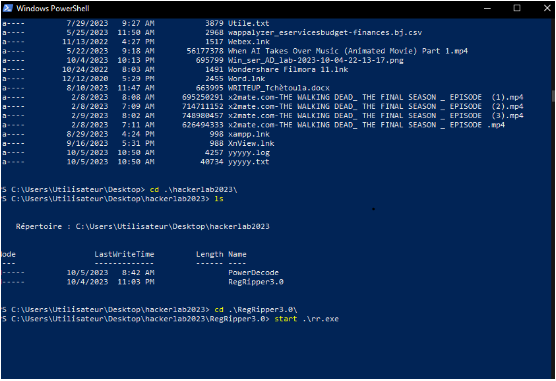 Windows PowerShell
a---- 7/29/2023 9:27 AM 3879 Utile.txt
a---- 5/25/2023 11:50 AM 2968 wappalyzer_eservicesbudget-finances.bj.csv
a---- 11/13/2022 4:27 PM 1517 Webex.lnk
a---- 5/22/2023 9:18 AM 56177378 When AI Takes Over Music (Animated Movie) Part 1.mp4
a---- 10/4/2023 10:13 PM 695799 Win_ser_AD_lab-2023-10-04-22-13-17.png
a---- 10/24/2022 8:03 AM 1491 Wondershare Filmora 11.lnk
a---- 12/12/2020 5:29 AM 2455 Word.lnk
a---- 8/10/2023 11:47 AM 663995 WRITEUP_Tchètoula.docx
a---- 2/8/2023 8:08 AM 695250291 x2mate.com-THE WALKING DEAD_ THE FINAL SEASON _ EPISODE (1).mp4
a---- 2/8/2023 7:09 AM 714711152 x2mate.com-THE WALKING DEAD_ THE FINAL SEASON _ EPISODE (2).mp4
a---- 2/9/2023 8:02 AM 748980457 x2mate.com-THE WALKING DEAD_ THE FINAL SEASON _ EPISODE (3).mp4
a---- 2/8/2023 7:11 AM 626494333 x2mate.com-THE WALKING DEAD_ THE FINAL SEASON _ EPISODE .mp4
a---- 8/29/2023 4:24 PM 998 xampp.lnk
a---- 9/16/2023 5:31 PM 988 XnView.lnk
a---- 10/5/2023 10:50 AM 4257 yyyyy.log
a---- 10/5/2023 10:50 AM 40734 yyyyy.txt
S C:\Users\Utilisateur\Desktop> cd .\hackerlab2023\
S C:\Users\Utilisateur\Desktop\hackerlab2023> ls
Répertoire : C:\Users\Utilisateur\Desktop\hackerlab2023
ode LastWriteTime Length Name
--- ------------- ------ ----
----- 10/5/2023 8:42 AM PowerDecode
----- 10/4/2023 11:03 PM RegRipper3.0
S C:\Users\Utilisateur\Desktop\hackerlab2023> cd .\RegRipper3.0\
S C:\Users\Utilisateur\Desktop\hackerlab2023\RegRipper3.0> start .\rr.exe